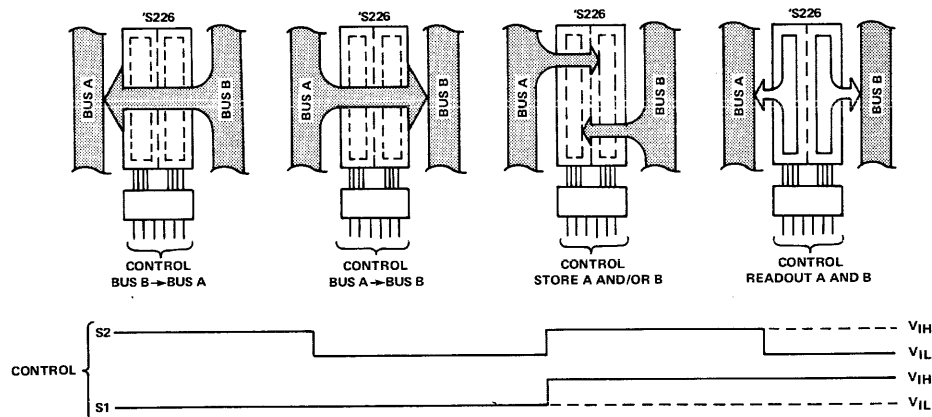 'S226 'S226 'S226 'S226
BUS A BUS B BUS A BUS B BUS A BUS B BUS A BUS B
CONTROL CONTROL CONTROL CONTROL
BUS B→BUS A BUS A→BUS B STORE A AND/OR B READOUT A AND B
S2 VIH
VIL
CONTROL
VIH
S1 VIL